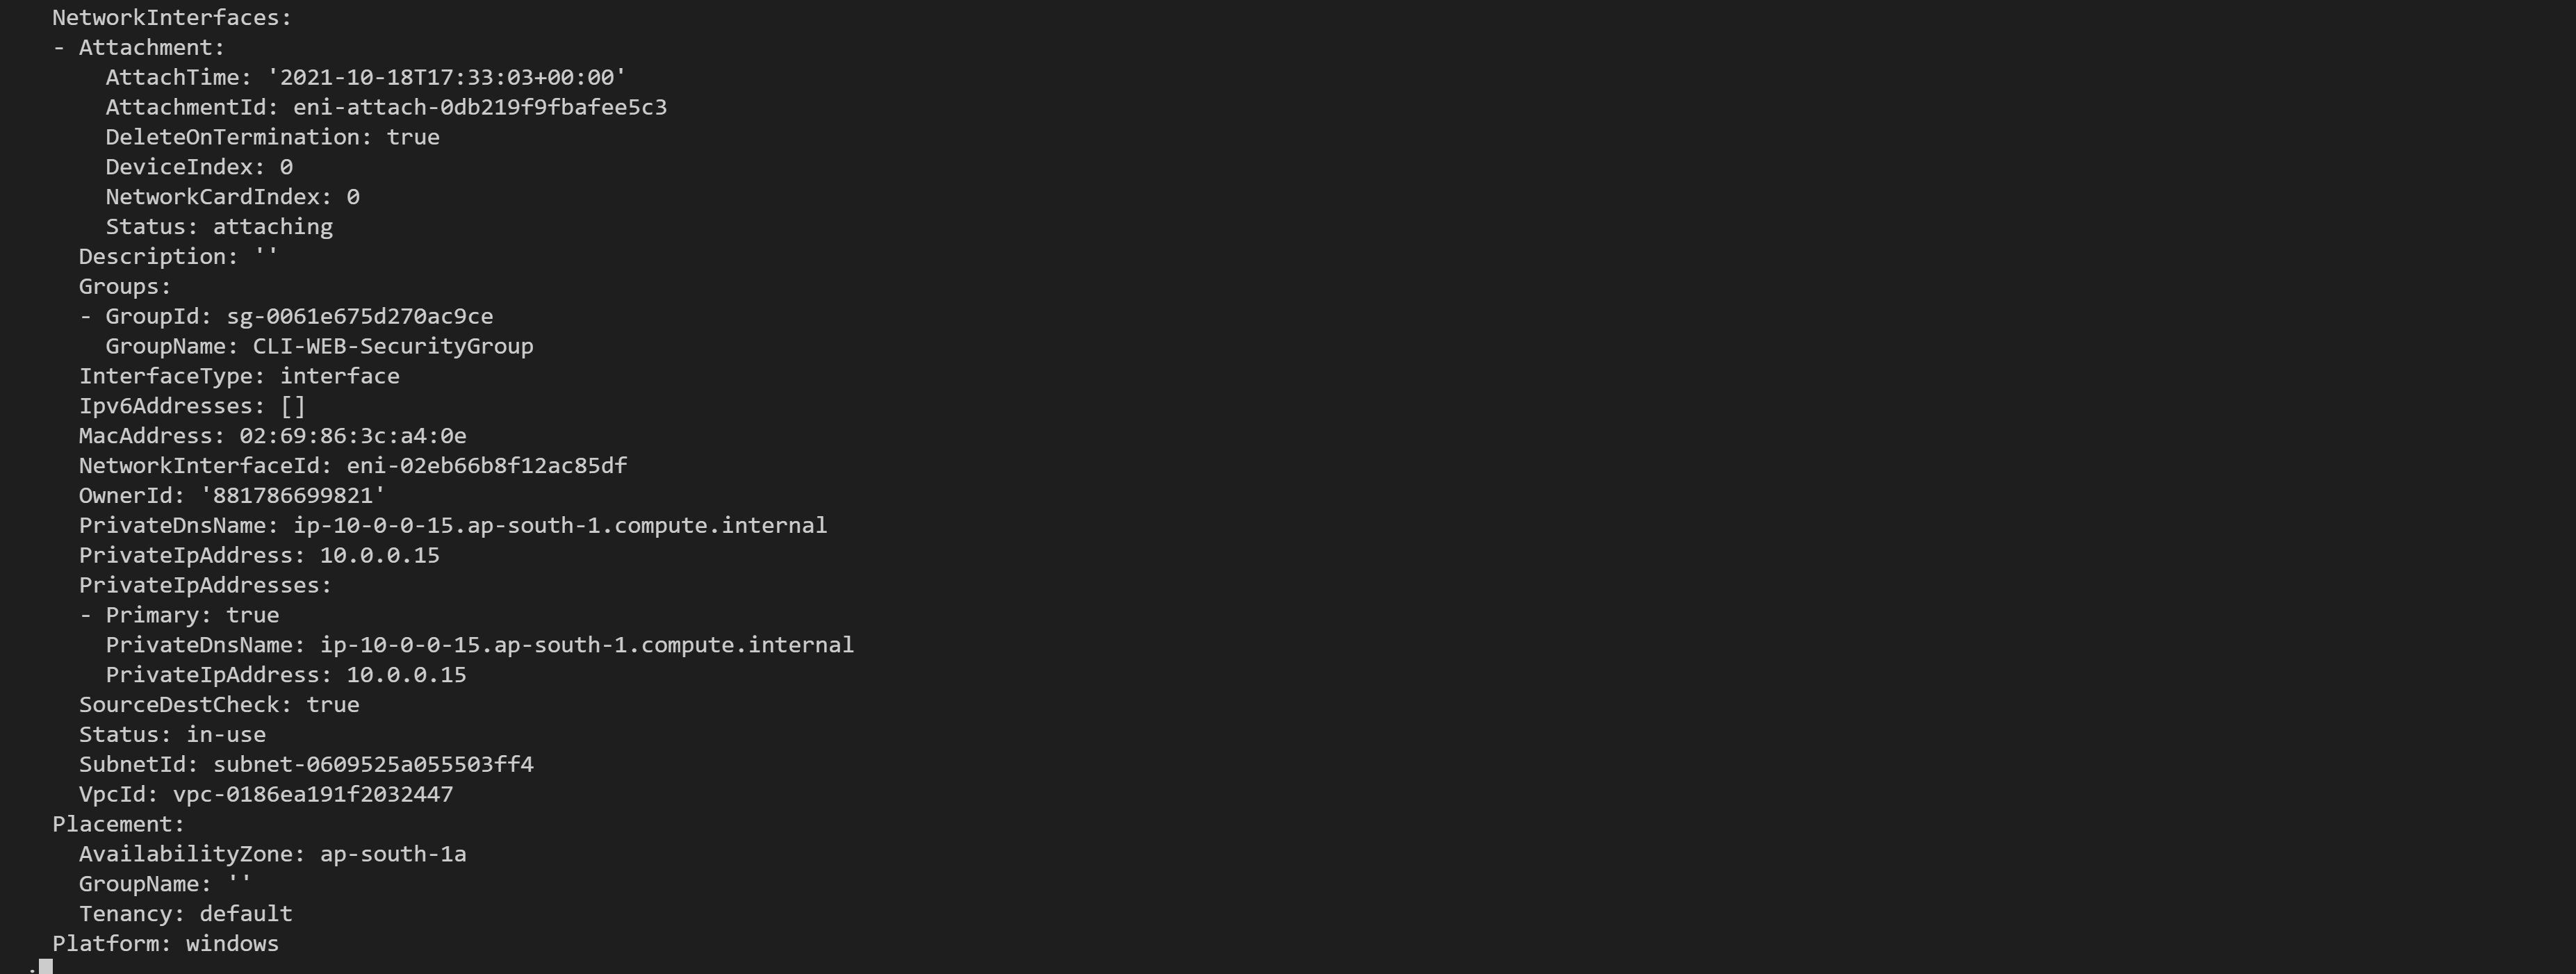 NetworkInterfaces:
- Attachment:
AttachTime: '2021-10-18T17:33:03+00:00'
AttachmentId: eni-attach-0db219f9fbafee5c3
DeleteOnTermination: true
DeviceIndex: 0
NetworkCardIndex: 0
Status: attaching
Description: ''
Groups:
- GroupId: sg-0061e675d270ac9ce
GroupName: CLI-WEB-SecurityGroup
InterfaceType: interface
Ipv6Addresses: []
MacAddress: 02:69:86:3c:a4:0e
NetworkInterfaceId: eni-02eb66b8f12ac85df
OwnerId: '881786699821'
PrivateDnsName: ip-10-0-0-15.ap-south-1.compute.internal
PrivateIpAddress: 10.0.0.15
PrivateIpAddresses:
- Primary: true
PrivateDnsName: ip-10-0-0-15.ap-south-1.compute.internal
PrivateIpAddress: 10.0.0.15
SourceDestCheck: true
Status: in-use
SubnetId: subnet-0609525a055503ff4
VpcId: vpc-0186ea191f2032447
Placement:
AvailabilityZone: ap-south-1a
GroupName: ''
Tenancy: default
Platform: windows
: